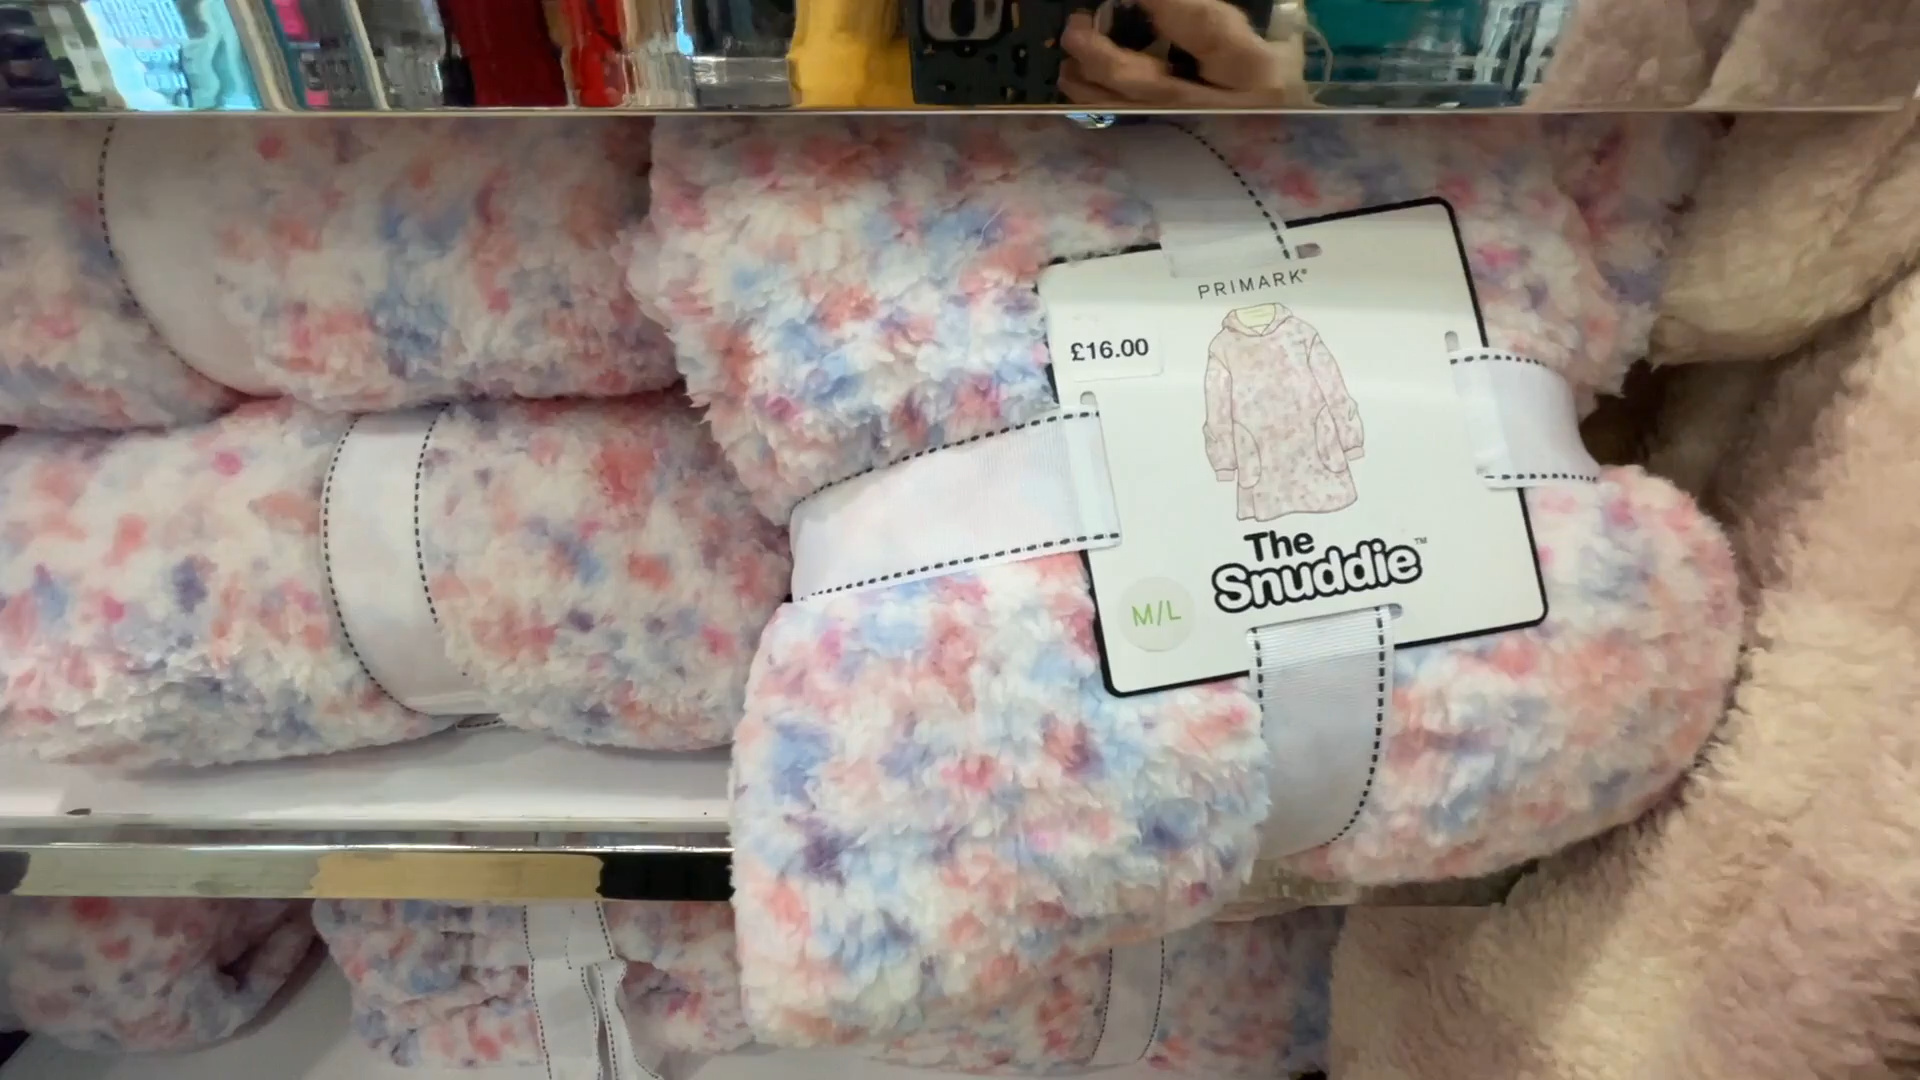 PRIMARK®
£16.00
The
Snuddie™
M/L